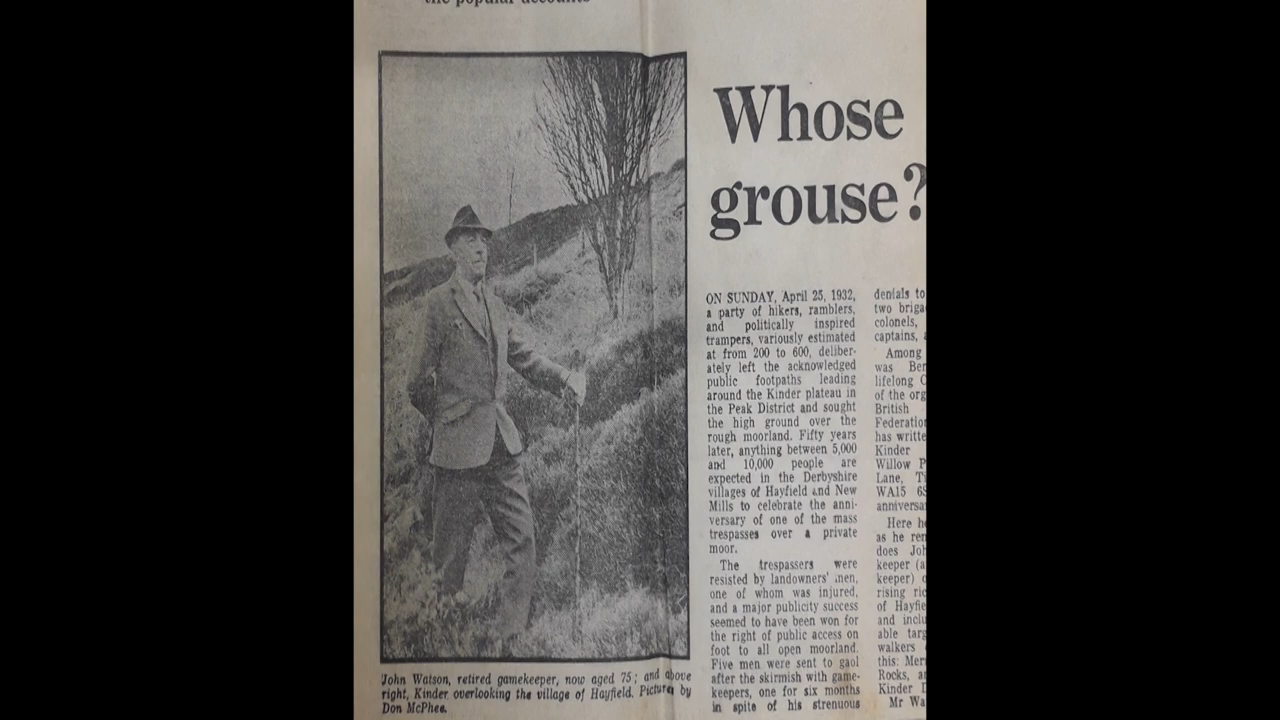 the popular accounts
Whose
grouse?
ON SUNDAY, April 25, 1932,
a party of hikers, ramblers,
and politically inspired
trampers, variously estimated
at from 200 to 600, deliber-
ately left the acknowledged
public footpaths leading
around the Kinder plateau in
the Peak District and sought
the high ground over the
rough moorland. Fifty years
later, anything between 5,000
and 10,000 people are
expected in the Derbyshire
villages of Hayfield and New
Mills to celebrate the anni-
versary of one of the mass
trespasses over a private
moor.
The trespassers were
resisted by landowners' men,
one of whom was injured,
and a major publicity success
seemed to have been won for
the right of public access on
foot to all open moorland.
Five men were sent to gaol
after the skirmish with game-
keepers, one for six months
in spite of his strenuous
denials to
two briga
colonels,
captains,
Among
was Ber
lifelong
of the org
British
Federation
has writte
Kinder
Willow P
Lane, Ti
WA15 6S
anniversa
Here he
as he ren
does Joh
keeper (a
keeper) o
rising ric
of Hayfie
and inclu
able targ
walkers
this: Mer
Rocks, a
Kinder D
Mr Wa
John Watson, retired gamekeeper, now aged 75; and above
right, Kinder overlooking the village of Hayfield. Pictures by
Don McPhee.